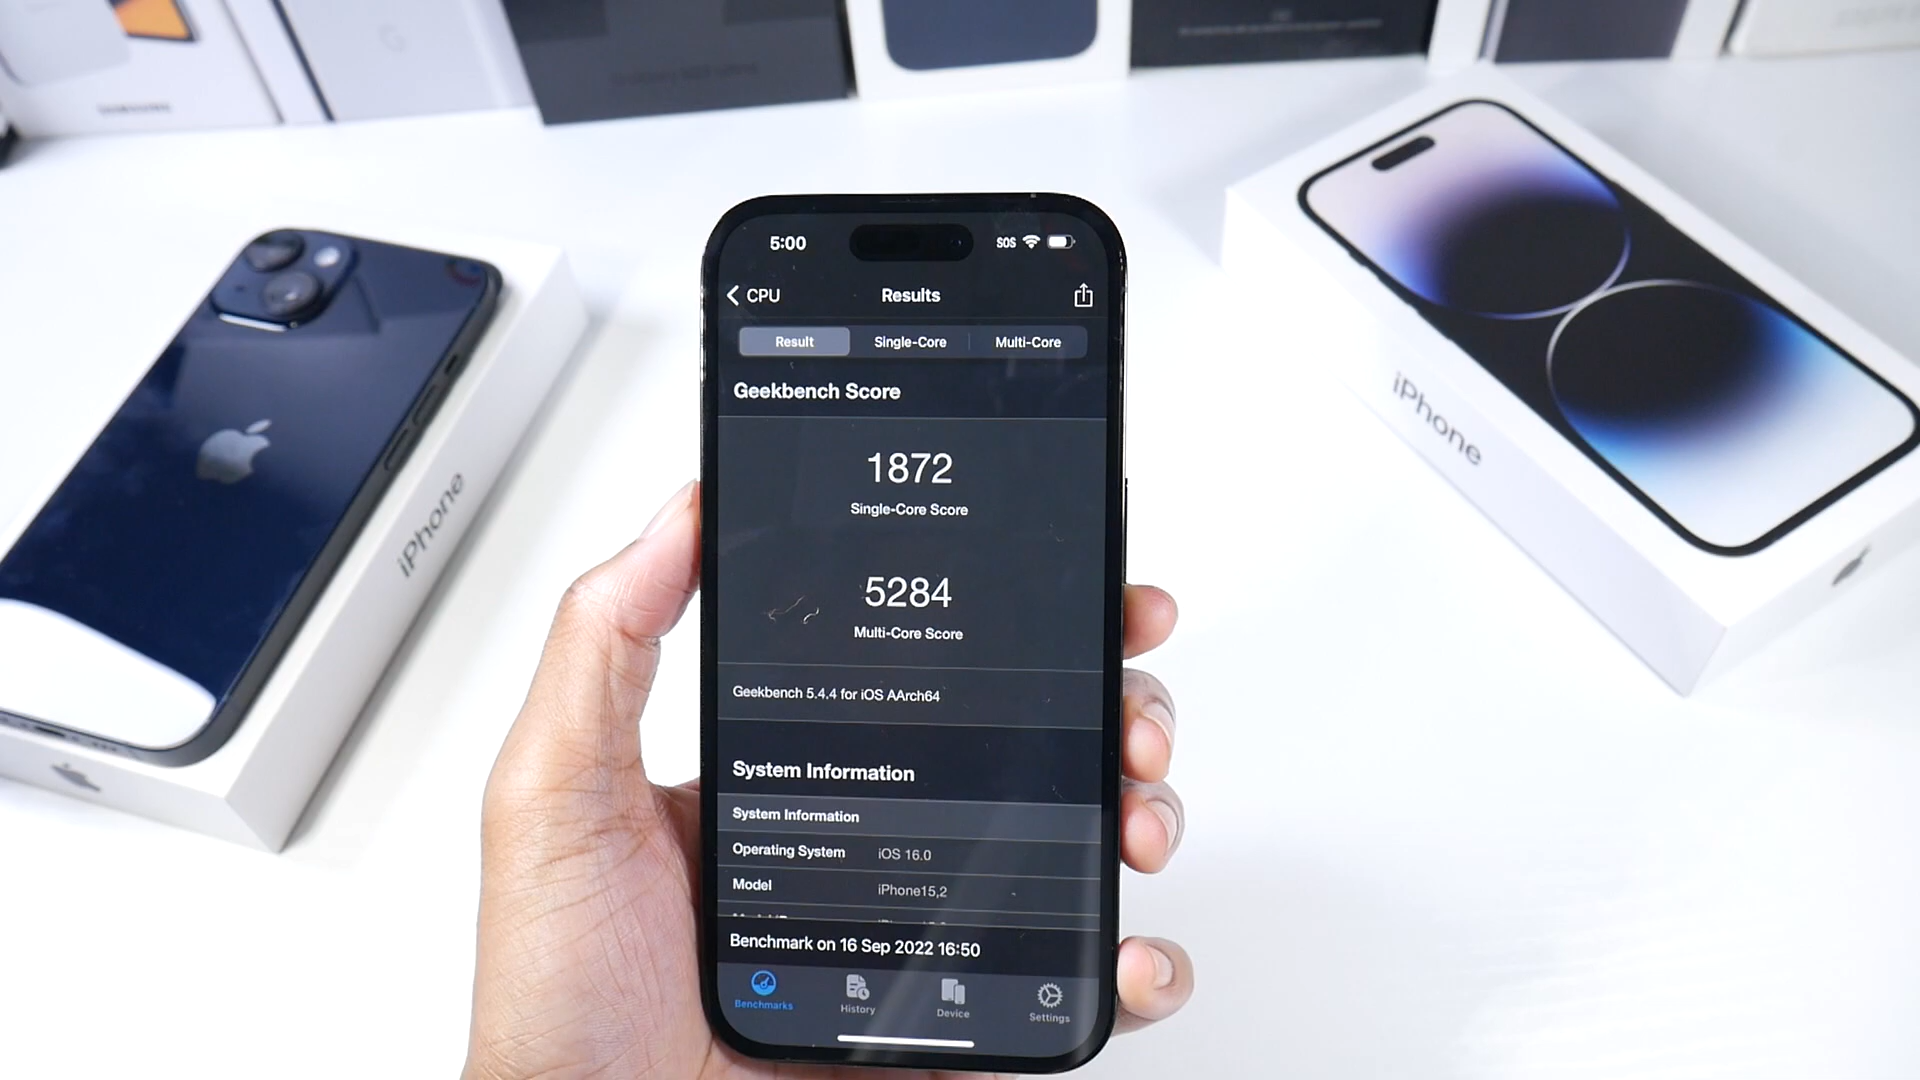 SAMSUNG
G
5:00
SOS
CPU
Results
Result
Single-Core
Multi-Core
Geekbench Score
1872
Single-Core Score
5284
Multi-Core Score
Geekbench 5.4.4 for iOS AArch64
System Information
System Information
Operating System iOS 16.0
Model iPhone15,2
Benchmark on 16 Sep 2022 16:50
Benchmarks
History
Device
Settings
iPhone
iPhone